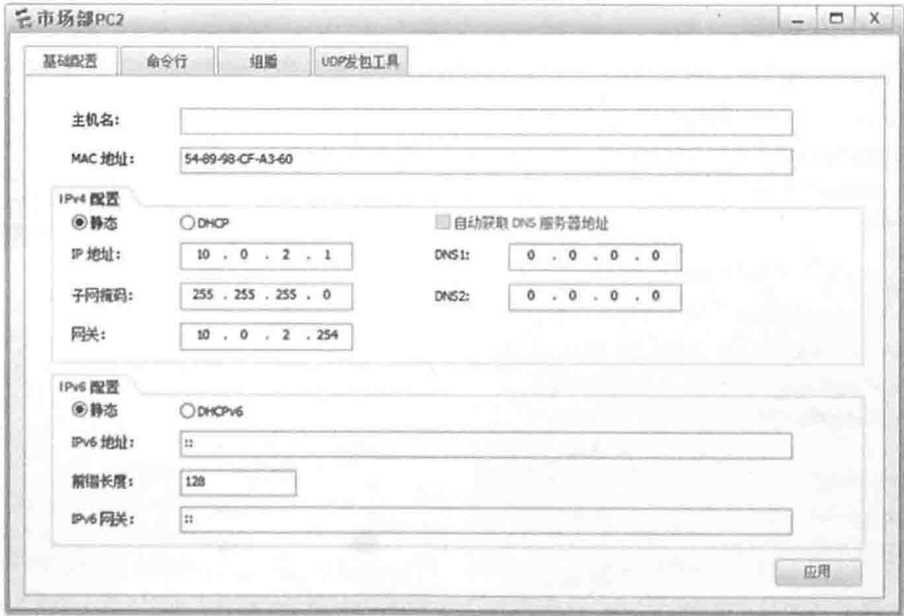 市场部PC2
基础配置 命令行 组播 UDP发包工具
主机名:
MAC 地址: 54-89-98-CF-A3-60
IPv4 配置
静态 DHCP 自动获取 DNS 服务器地址
IP 地址: 10 . 0 . 2 . 1 DNS1: 0 . 0 . 0 . 0
子网掩码: 255 . 255 . 255 . 0 DNS2: 0 . 0 . 0 . 0
网关: 10 . 0 . 2 . 254
IPv6 配置
静态 DHCPv6
IPv6 地址: ::
前缀长度: 128
IPv6 网关: ::
应用